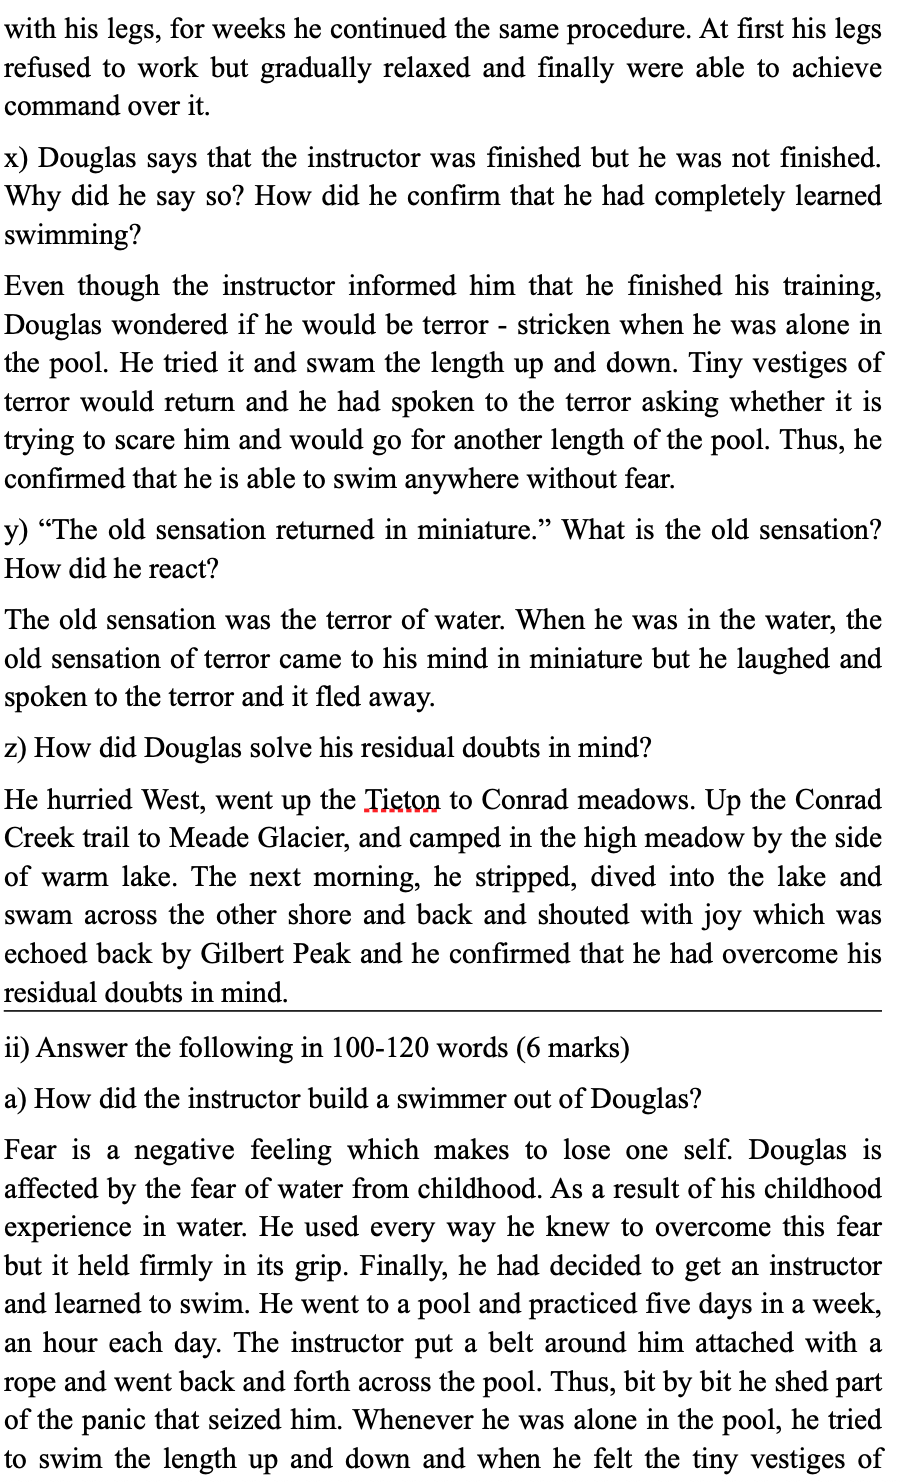 with his legs, for weeks he continued the same procedure. At first his legs
refused to work but gradually relaxed and finally were able to achieve
command over it.
x) Douglas says that the instructor was finished but he was not finished.
Why did he say so? How did he confirm that he had completely learned
swimming?
Even though the instructor informed him that he finished his training,
Douglas wondered if he would be terror - stricken when he was alone in
the pool. He tried it and swam the length up and down. Tiny vestiges of
terror would return and he had spoken to the terror asking whether it is
trying to scare him and would go for another length of the pool. Thus, he
confirmed that he is able to swim anywhere without fear.
y) “The old sensation returned in miniature.” What is the old sensation?
How did he react?
The old sensation was the terror of water. When he was in the water, the
old sensation of terror came to his mind in miniature but he laughed and
spoken to the terror and it fled away.
z) How did Douglas solve his residual doubts in mind?
He hurried West, went up the Tieton to Conrad meadows. Up the Conrad
Creek trail to Meade Glacier, and camped in the high meadow by the side
of warm lake. The next morning, he stripped, dived into the lake and
swam across the other shore and back and shouted with joy which was
echoed back by Gilbert Peak and he confirmed that he had overcome his
residual doubts in mind.
ii) Answer the following in 100-120 words (6 marks)
a) How did the instructor build a swimmer out of Douglas?
Fear is a negative feeling which makes to lose one self. Douglas is
affected by the fear of water from childhood. As a result of his childhood
experience in water. He used every way he knew to overcome this fear
but it held firmly in its grip. Finally, he had decided to get an instructor
and learned to swim. He went to a pool and practiced five days in a week,
an hour each day. The instructor put a belt around him attached with a
rope and went back and forth across the pool. Thus, bit by bit he shed part
of the panic that seized him. Whenever he was alone in the pool, he tried
to swim the length up and down and when he felt the tiny vestiges of